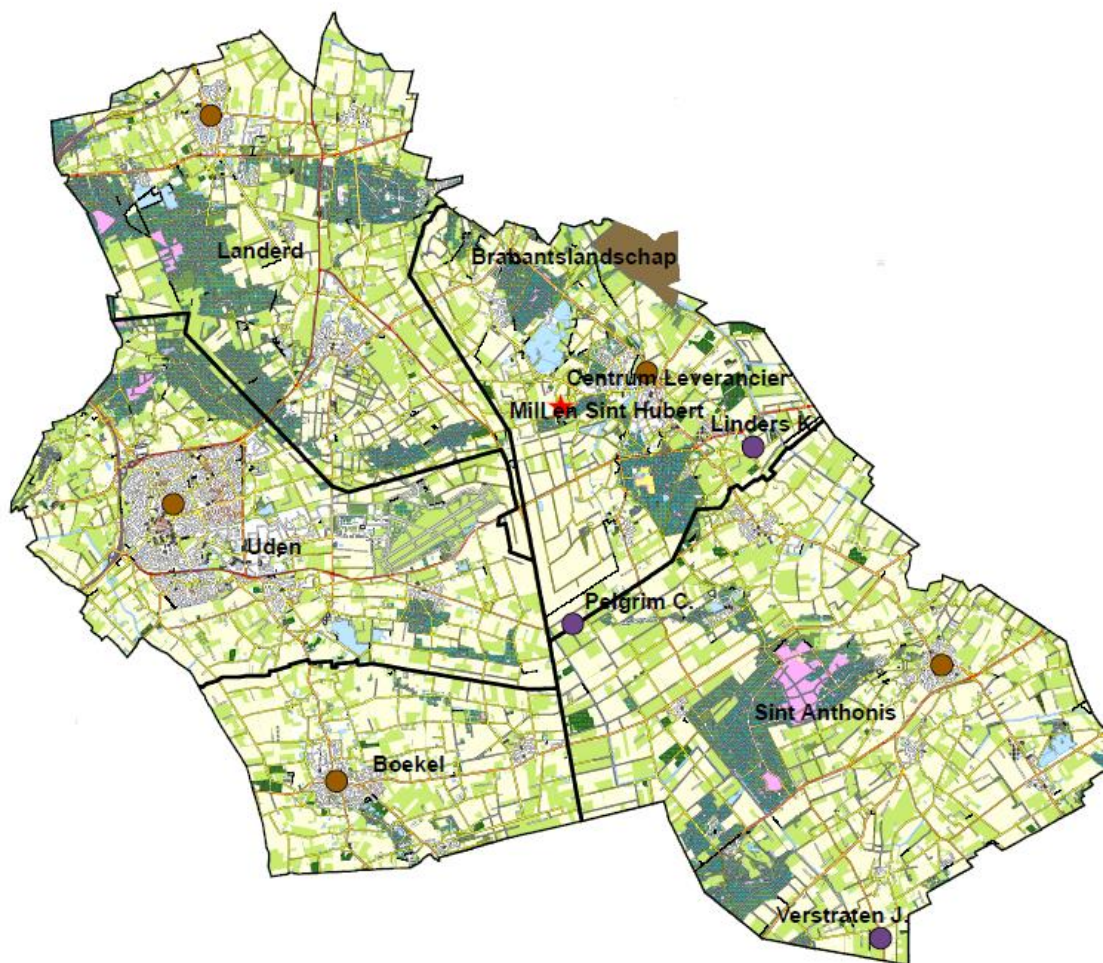 Landerd
Brabantslandschap
Centrum Leverancier
Mill en Sint Hubert
Linders K.
Uden
Pelgrim C.
Sint Anthonis
Boekel
Verstraten J.